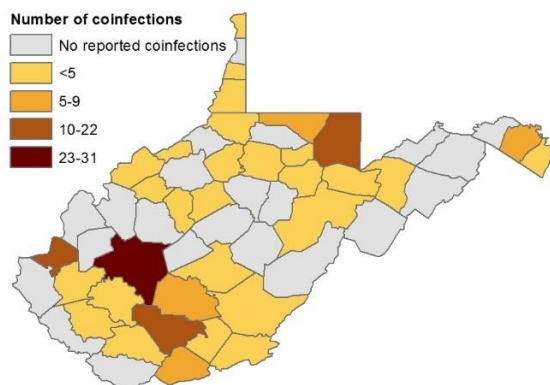 Number of coinfections
No reported coinfections
<5
5-9
10-22
23-31